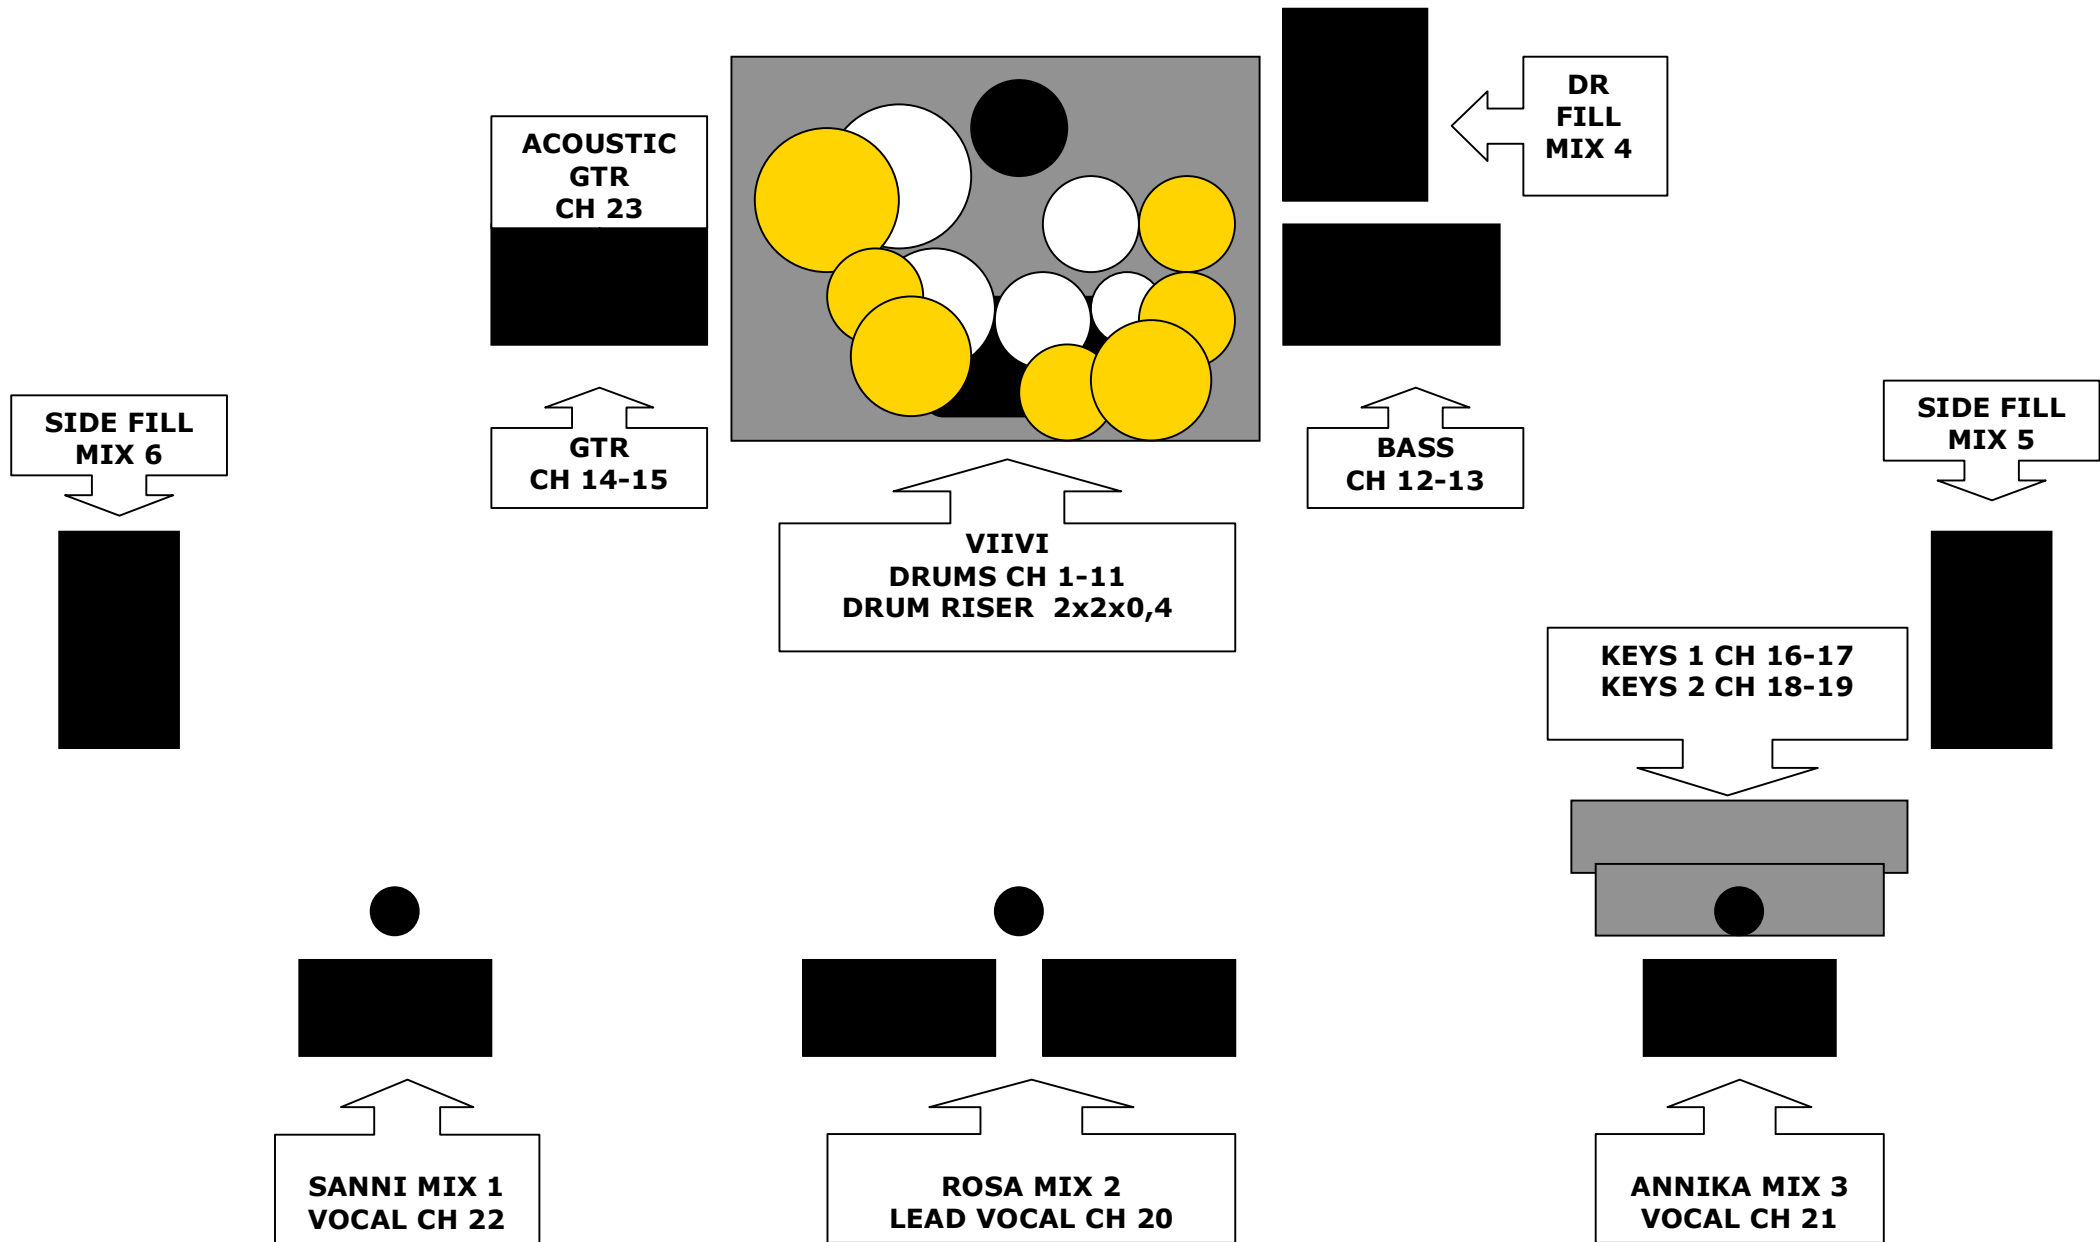 DR
FILL
MIX 4
ACOUSTIC
GTR
CH 23
SIDE FILL
MIX 6
GTR
CH 14-15
BASS
CH 12-13
SIDE FILL
MIX 5
VIIVI
DRUMS CH 1-11
DRUM RISER  2x2x0,4
KEYS 1 CH 16-17
KEYS 2 CH 18-19
SANNI MIX 1
VOCAL CH 22
ROSA MIX 2
LEAD VOCAL CH 20
ANNIKA MIX 3
VOCAL CH 21